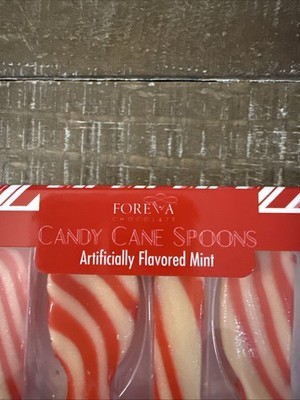 FOREVA
CHOCOLATE
CANDY CANE SPOONS
Artificially Flavored Mint